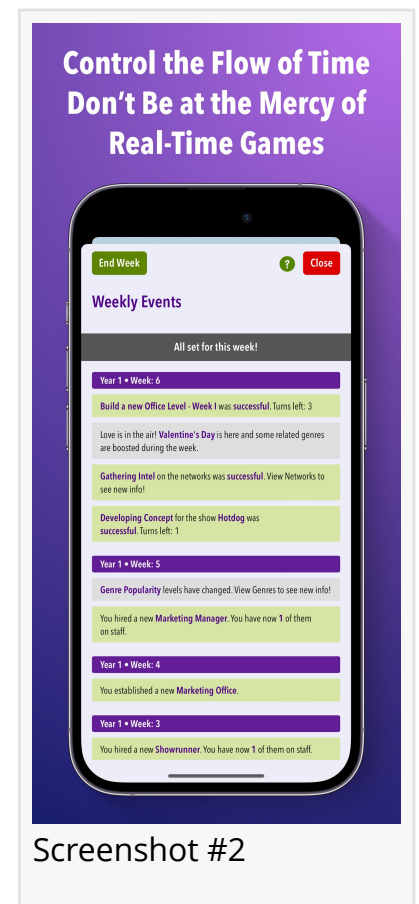 Control the Flow of Time
Don't Be at the Mercy of
Real-Time Games
End Week
?
Close
Weekly Events
All set for this week!
Year 1 • Week: 6
Build a new Office Level - Week I was successful. Turns left: 3
Love is in the air! Valentine's Day is here and some related genres
are boosted during the week.
Gathering Intel on the networks was successful. View Networks to
see new info!
Developing Concept for the show Hotdog was
successful. Turns left: 1
Year 1 • Week: 5
Genre Popularity levels have changed. View Genres to see new info!
You hired a new Marketing Manager. You have now 1 of them
on staff.
Year 1 • Week: 4
You established a new Marketing Office.
Year 1 • Week: 3
You hired a new Showrunner. You have now 1 of them on staff.
Screenshot #2